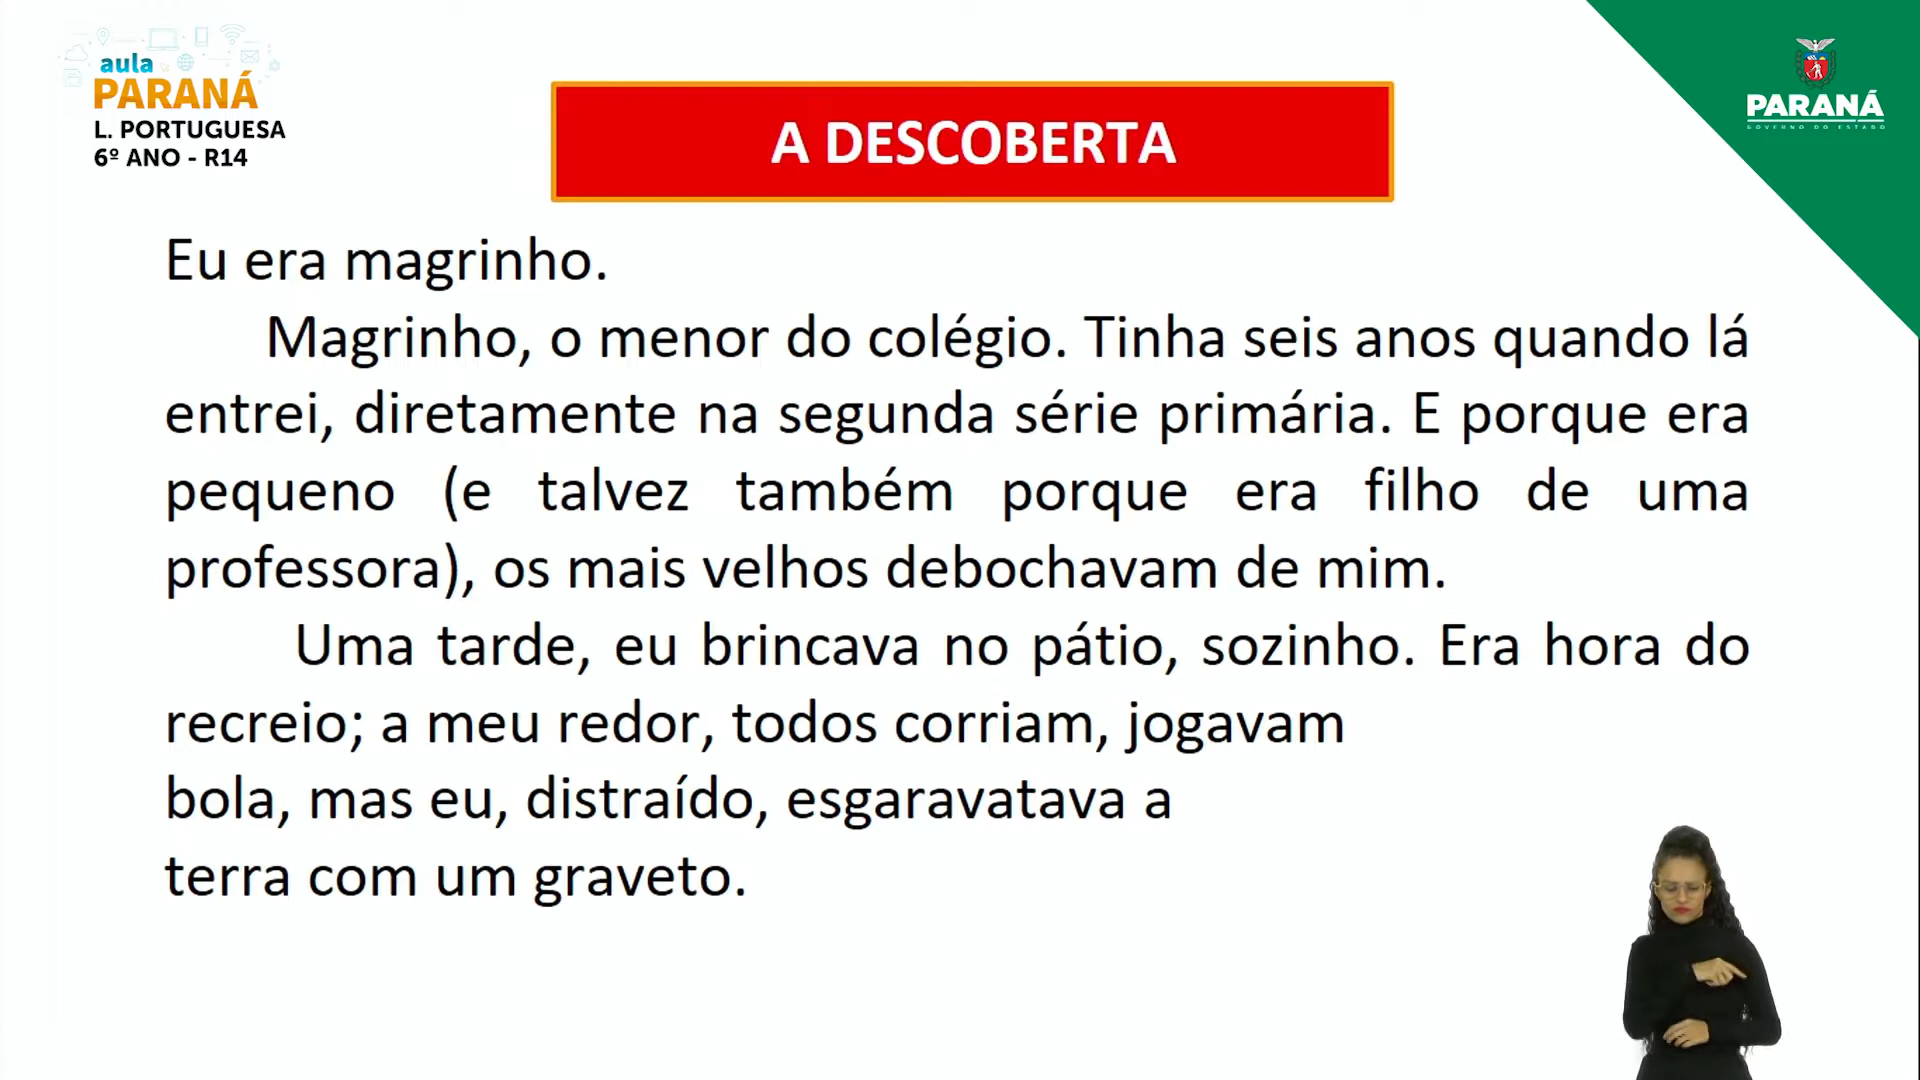 aula
PARANÁ
L. PORTUGUESA
6º ANO - R14
A DESCOBERTA
PARANÁ
GOVERNO DO ESTADO
Eu era magrinho.
Magrinho, o menor do colégio. Tinha seis anos quando lá
entrei, diretamente na segunda série primária. E porque era
pequeno (e talvez também porque era filho de uma
professora), os mais velhos debochavam de mim.
Uma tarde, eu brincava no pátio, sozinho. Era hora do
recreio; a meu redor, todos corriam, jogavam
bola, mas eu, distraído, esgaravatava a
terra com um graveto.